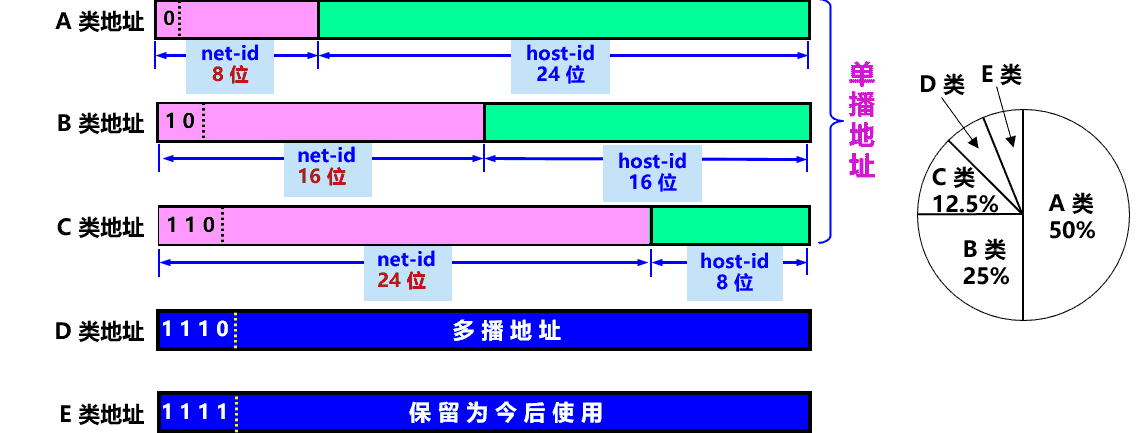 A 类地址
0
net-id
8 位
host-id
24 位
B 类地址
1 0
net-id
16 位
host-id
16 位
C 类地址
1 1 0
net-id
24 位
host-id
8 位
D 类地址
1 1 1 0
多播地址
E 类地址
1 1 1 1
保留为今后使用
单播地址
D 类
E 类
C 类
12.5%
A 类
50%
B 类
25%